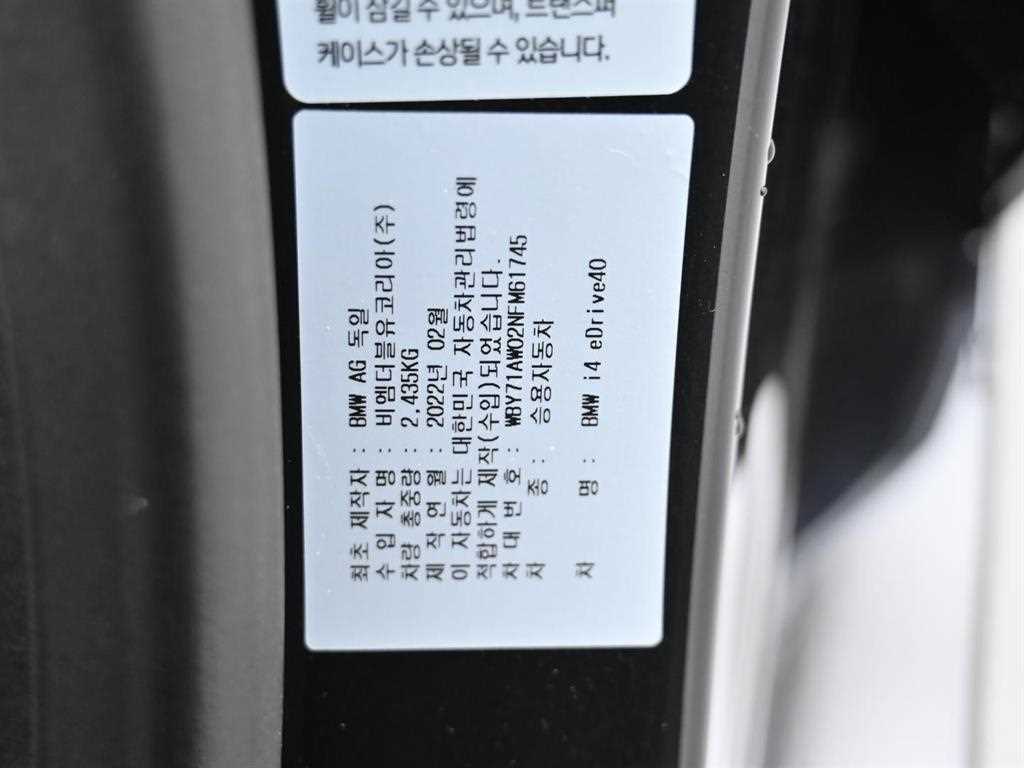 휠이 잠길 수 있으며, 트랜스퍼
케이스가 손상될 수 있습니다.
최초 제작자 : BMW AG 독일
수 입 자 명 : 비엠더블유코리아(주)
차량 총중량 : 2,435KG
제 작 연 월 : 2022년 02월
이 자동차는 대한민국 자동차관리법령에
적합하게 제작(수입)되었습니다.
차 대 번 호 : WBY71AW02NFM61745
차 종 : 승용자동차
차 명 : BMW i4 eDrive40